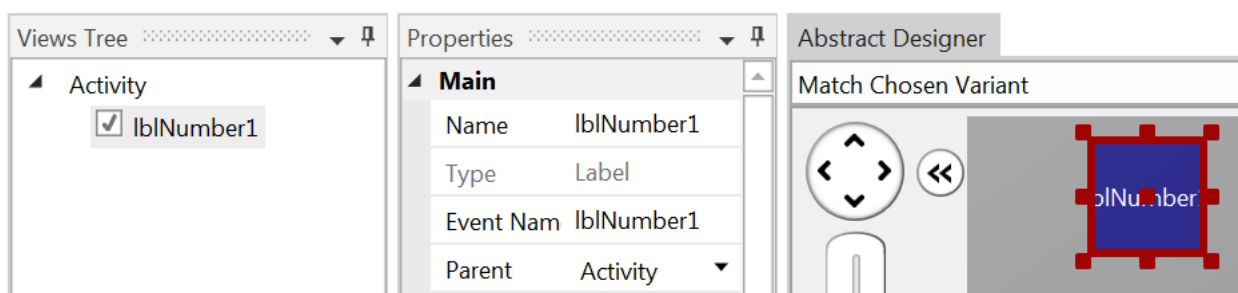 Views Tree
Activity
lblNumber1
Properties
Main
Name lblNumber1
Type Label
Event Nam lblNumber1
Parent Activity
Abstract Designer
Match Chosen Variant